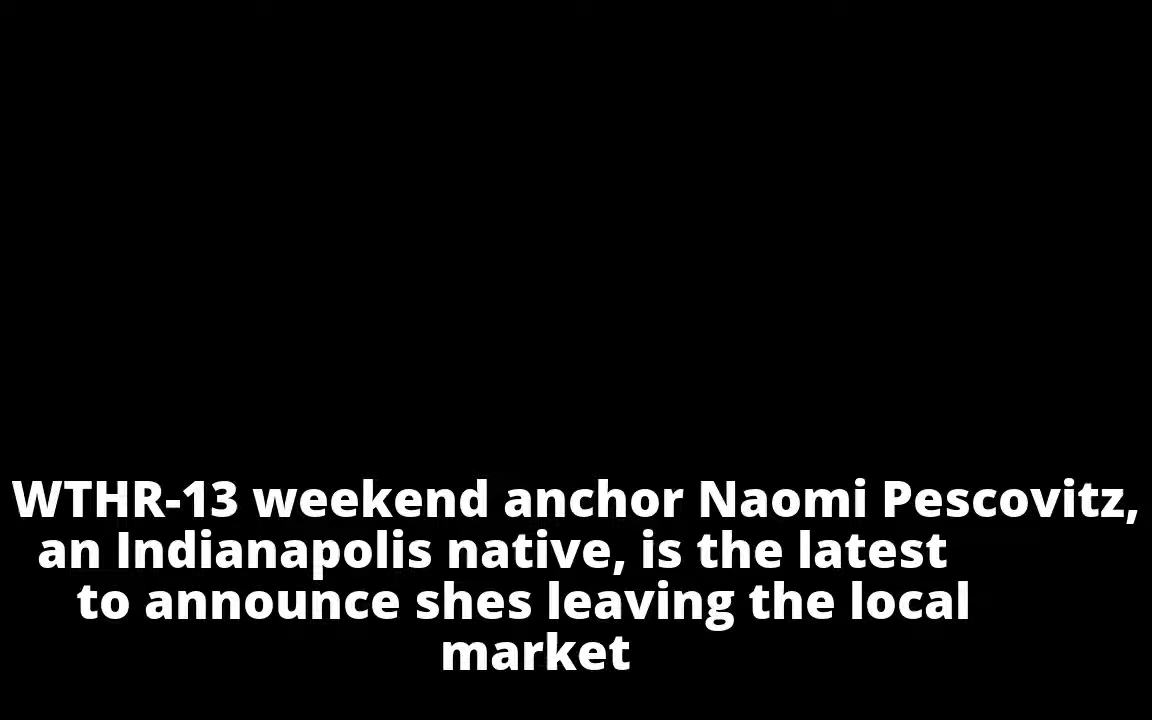 WTHR-13 weekend anchor Naomi Pescovitz,
an Indianapolis native, is the latest
to announce shes leaving the local
market